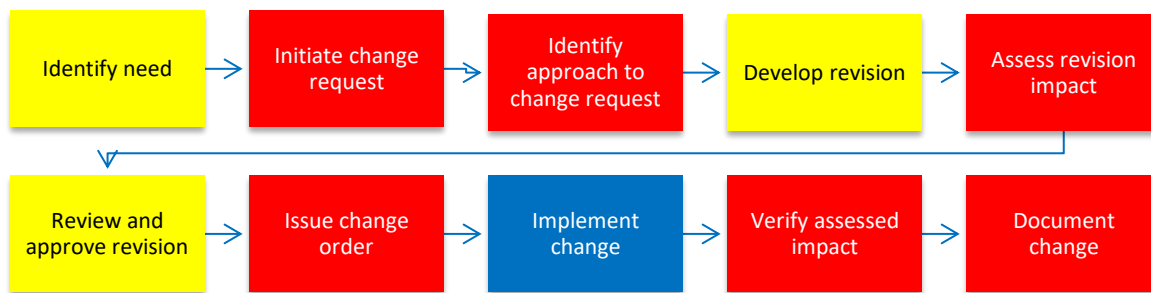 Identify need
Initiate change
request
Identify
approach to
change request
Develop revision
Assess revision
impact
Review and
approve revision
Issue change
order
Implement
change
Verify assessed
impact
Document
change